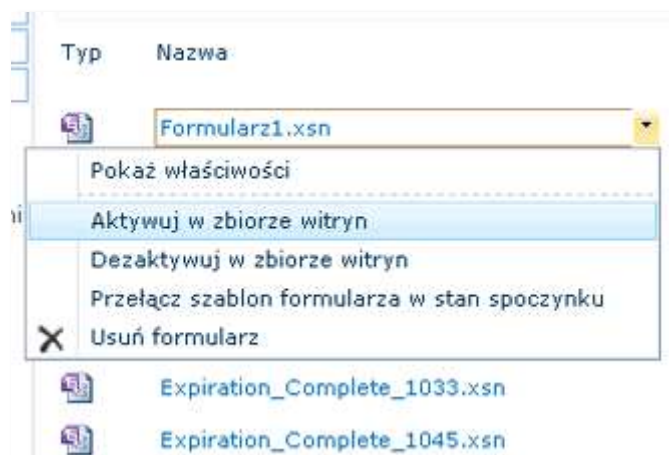 Typ Nazwa
Formularz1.xsn
Pokaż właściwości
Aktywuj w zbiorze witryn
Dezaktywuj w zbiorze witryn
Przełącz szablon formularza w stan spoczynku
Usuń formularz
Expiration_Complete_1033.xsn
Expiration_Complete_1045.xsn